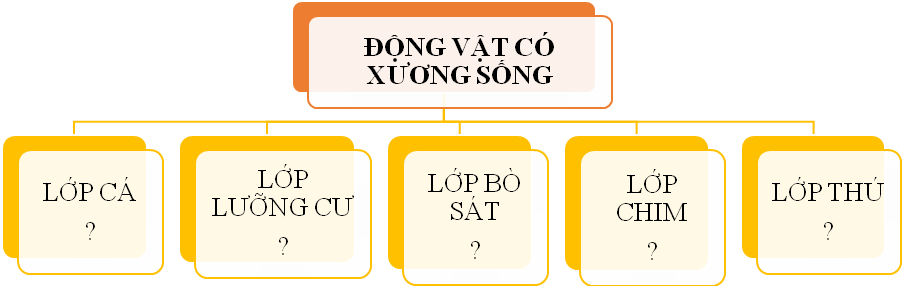 ĐỘNG VẬT CÓ
XƯƠNG SỐNG
LỚP CÁ
?
LỚP
LƯỠNG CƯ
?
LỚP BÒ
SÁT
?
LỚP
CHIM
?
LỚP THÚ
?